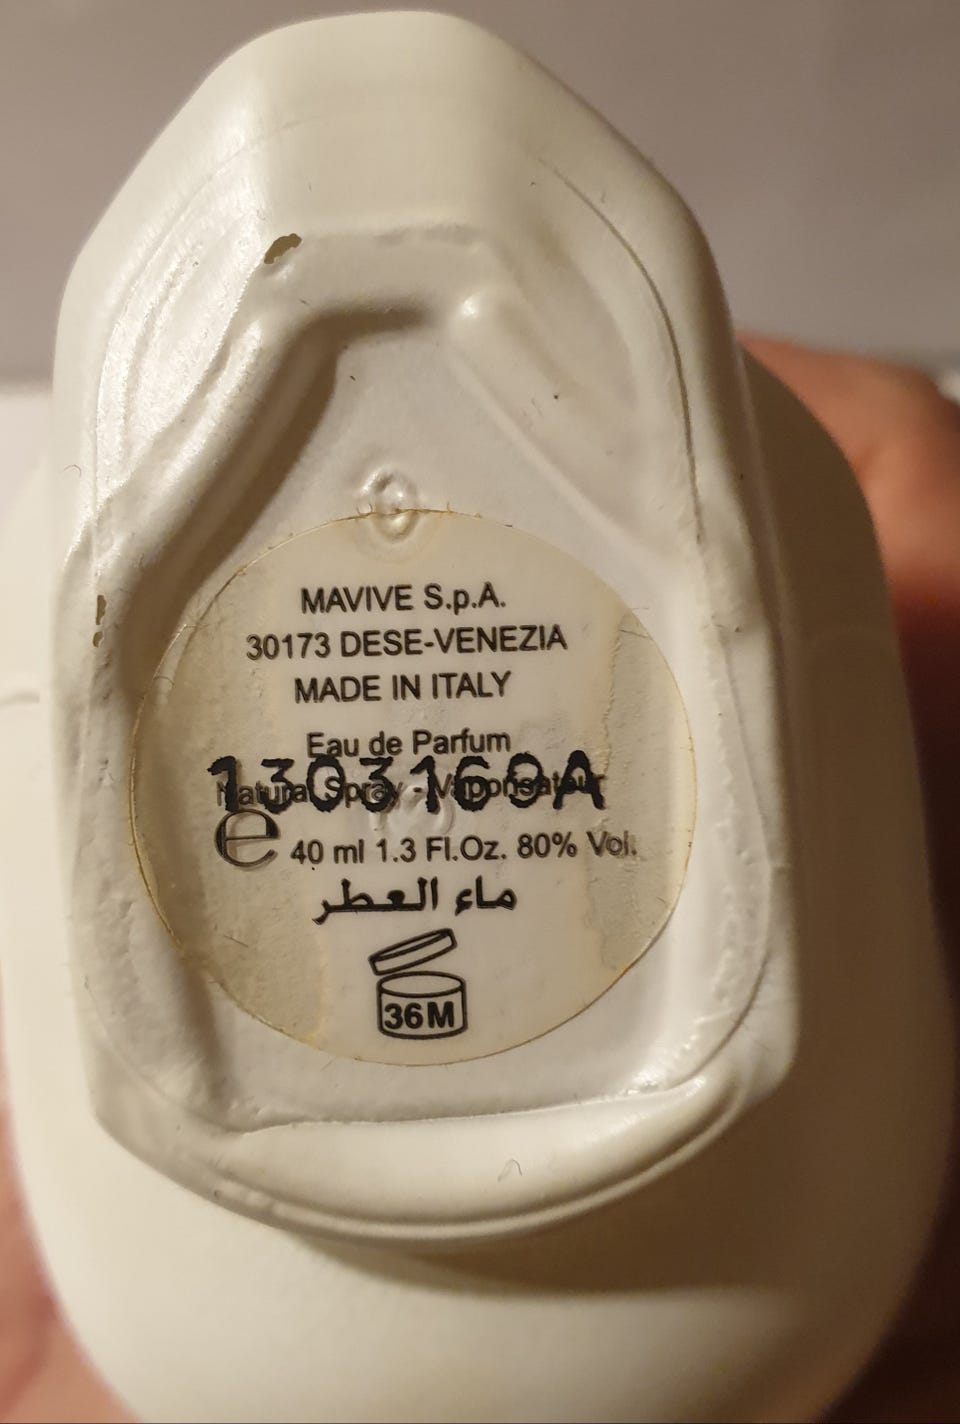 MAVIVE S.p.A.
30173 DESE-VENEZIA
MADE IN ITALY
Eau de Parfum
1303169A
Natural Spray - Vaporisateur
e 40 ml 1.3 Fl.Oz. 80% Vol.
ماء العطر
36M